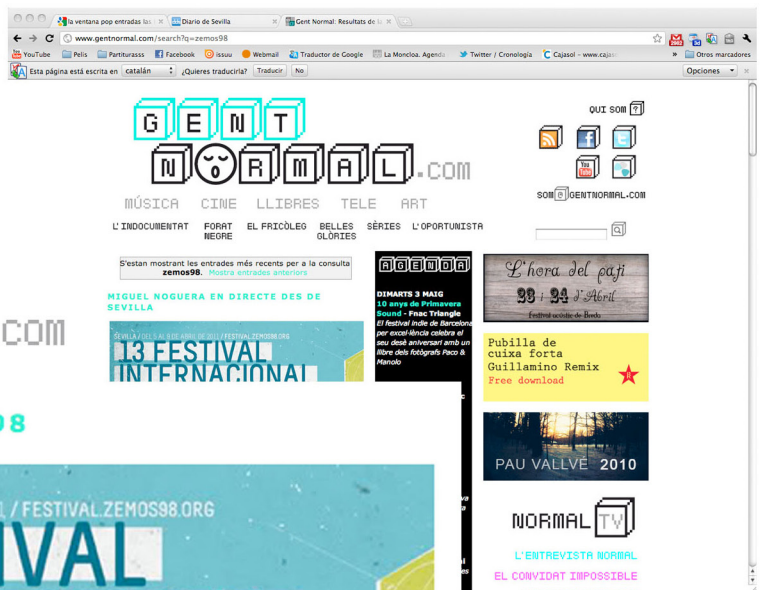 la ventana pop entradas las
Diario de Sevilla
Gent Normal: Resultats de la
www.gentnormal.com/search?q=zemos98
YouTube Pelis Partiturasss Facebook issuu Webmail Traductor de Google La Moncloa. Agenda Twitter / Cronología Cajasol – www.cajaso » Otros marcadores
Esta página está escrita en catalán ¿Quieres traducirla? Traducir No Opciones
GENT
NORMAL.COM
QUI SOM ?
You Tube
SOM@GENTNORMAL.COM
MÚSICA CINE LLIBRES TELE ART
L'INDOCUMENTAT FORAT NEGRE EL FRICÒLEG BELLES GLÒRIES SÈRIES L'OPORTUNISTA
S'estan mostrant les entrades més recents per a la consulta
zemos98. Mostra entrades anteriors
MIGUEL NOGUERA EN DIRECTE DES DE
SEVILLA
SEVILLA / DEL 5 AL 9 DE ABRIL DE 2011 / FESTIVAL.ZEMOS98.ORG
13 FESTIVAL
INTERNACIONAL
AGENDA
DIMARTS 3 MAIG
10 anys de Primavera
Sound - Fnac Triangle
El festival indie de Barcelona
per excel·lència celebra el
seu desè aniversari amb un
llibre dels fotògrafs Paco &
Manolo
L'hora del pati
23 i 24 d'Abril
Festival acústic de Breda
Pubilla de
cuixa forta
Guillamino Remix
Free download
PAU VALLVÉ 2010
NORMAL TV
L'ENTREVISTA NORMAL
EL CONVIDAT IMPOSSIBLE
COM
98
/ FESTIVAL.ZEMOS98.ORG
IVAL